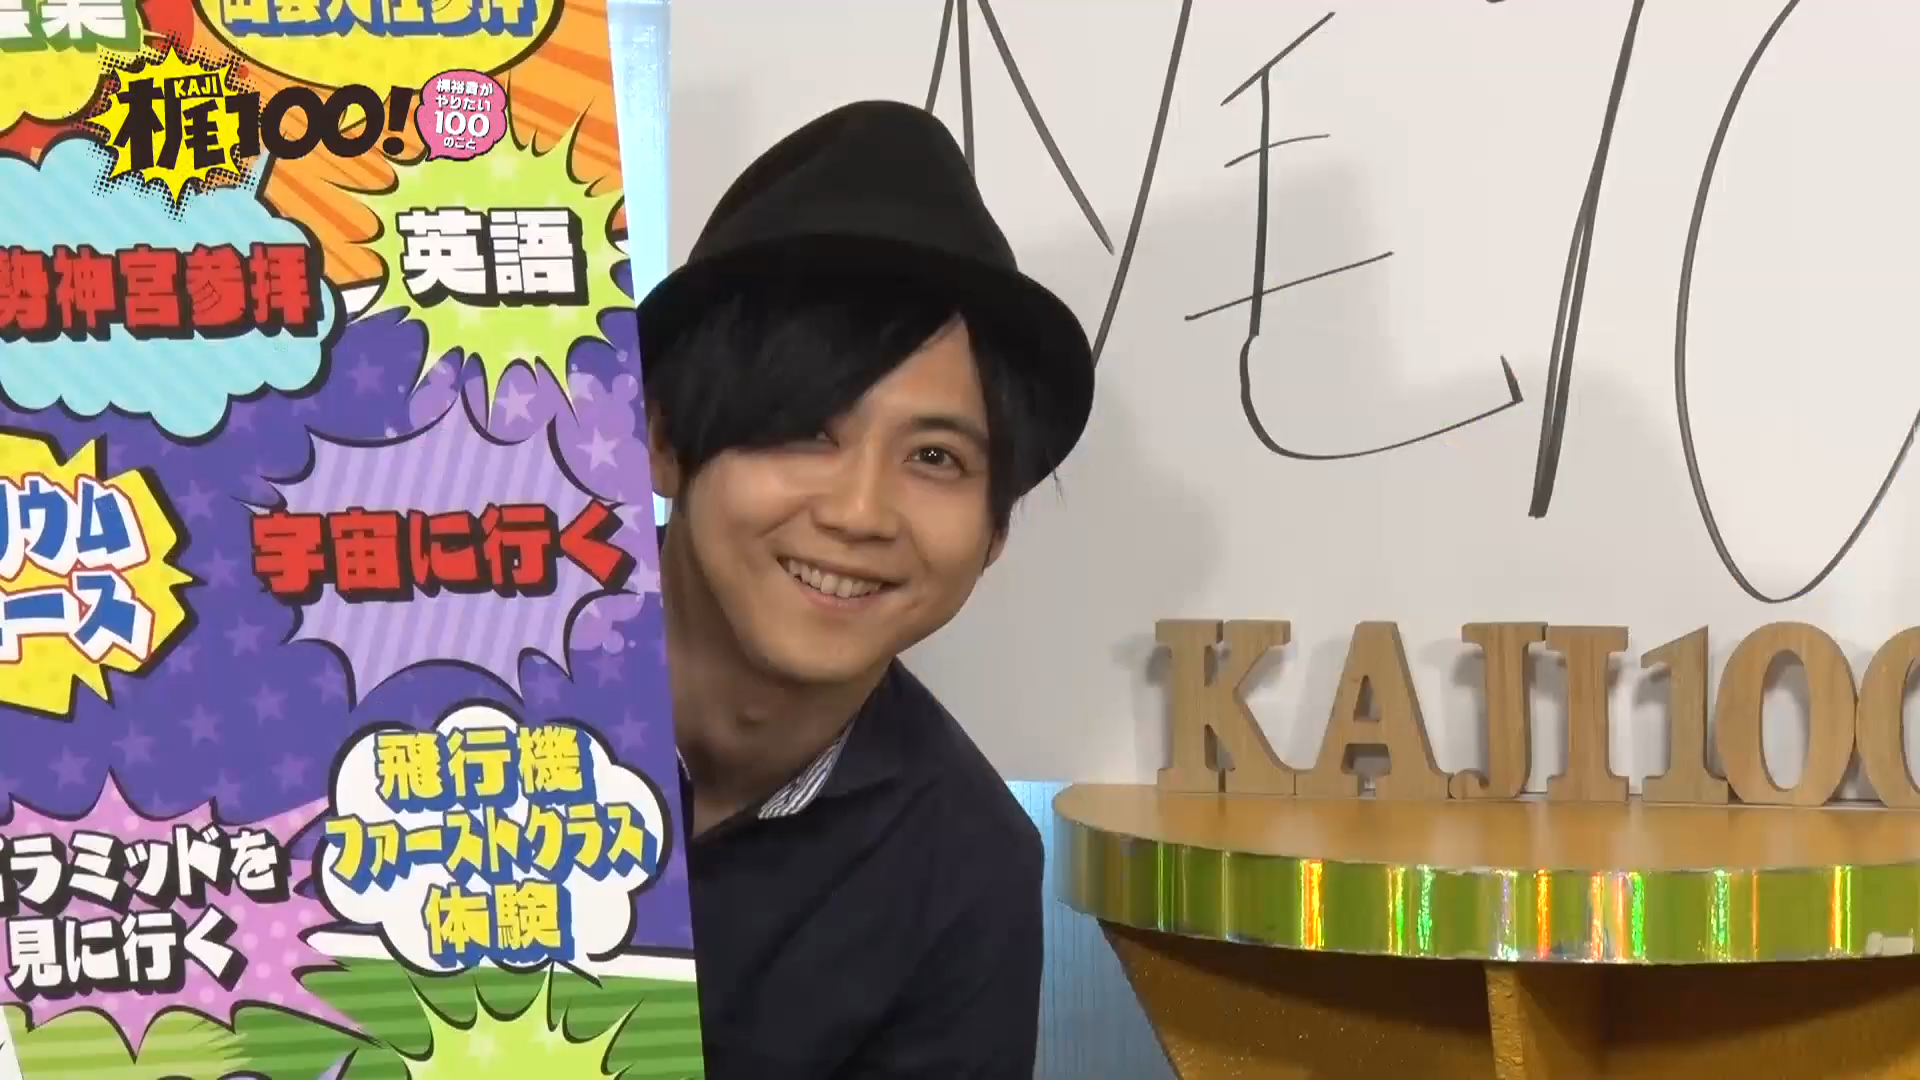 KAJI
梶100!
梶裕貴が
やりたい
100
のこと
英語
勢神宮参拝
宇宙に行く
リウム
ース
飛行機
ファーストクラス
体験
ラミッドを
見に行く
KAJI100